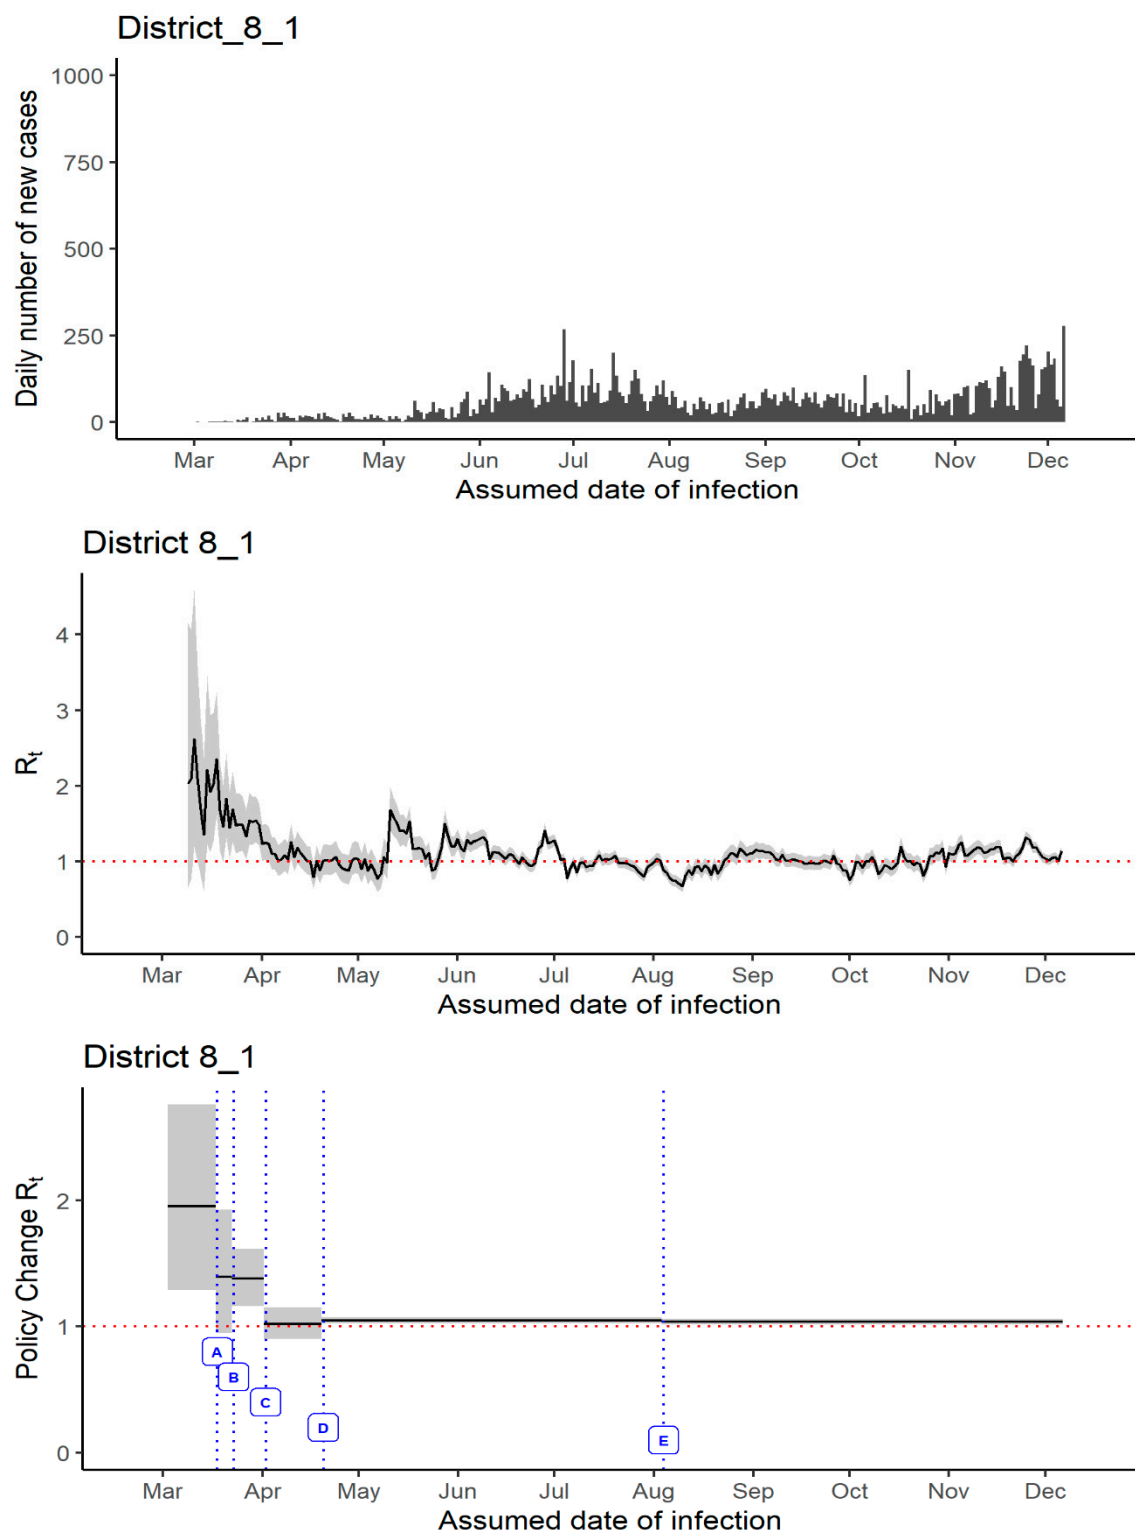 District_8_1
Daily number of new cases
1000
750
500
250
0
Mar Apr May Jun Jul Aug Sep Oct Nov Dec
Assumed date of infection
District 8_1
Rt
4
3
2
1
0
Mar Apr May Jun Jul Aug Sep Oct Nov Dec
Assumed date of infection
District 8_1
Policy Change Rt
2
1
0
A
B
C
D
E
Mar Apr May Jun Jul Aug Sep Oct Nov Dec
Assumed date of infection